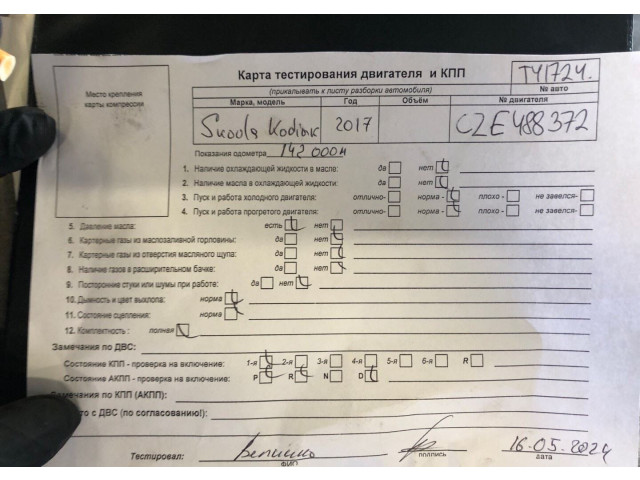 Карта тестирования двигателя и КПП
T41724.
№ авто
(прикалывать к листу разборки автомобиля)
Место крепления
карты компрессии
Марка, модель Год Объём № двигателя
Skoda Kodiak 2017 CZE488372
Показания одометра 142 000
1. Наличие охлаждающей жидкости в масле: да нет
2. Наличие масла в охлаждающей жидкости: да нет
3. Пуск и работа холодного двигателя: отлично- норма - плохо - не завелся-
4. Пуск и работа прогретого двигателя: отлично- норма - плохо - не завелся-
5. Давление масла: есть нет
6. Картерные газы из маслозаливной горловины: да нет
7. Картерные газы из отверстия масляного щупа: да нет
8. Наличие газов в расширительном бачке: да нет
9. Посторонние стуки или шумы при работе: да нет
10. Дымность и цвет выхлопа: норма
11. Состояние сцепления: норма
12. Комплектность : полная
Замечания по ДВС:
Состояние КПП - проверка на включение: 1-я 2-я 3-я 4-я 5-я 6-я R
Состояние АКПП - проверка на включение: P R N D
Замечания по КПП (АКПП):
с ДВС (по согласованию!):
Тестировал: 16.05.2024
ФИО подпись дата